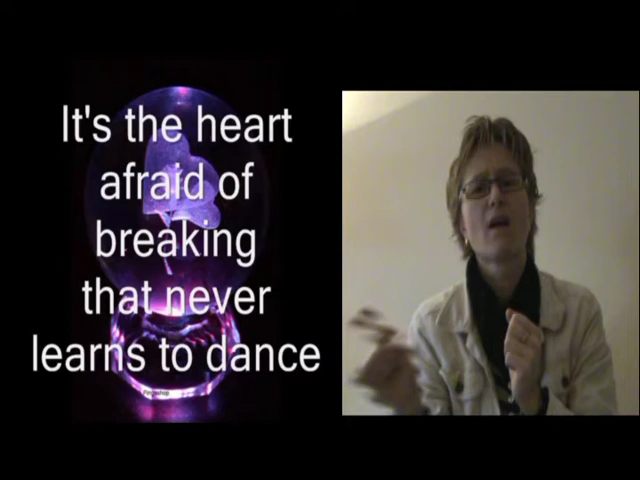 It's the heart
afraid of
breaking
that never
learns to dance